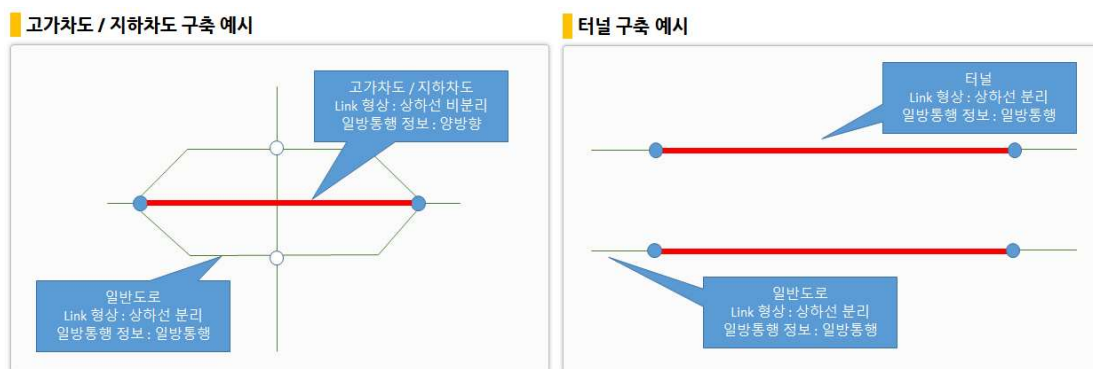 고가차도 / 지하차도 구축 예시
고가차도 / 지하차도
Link 형상 : 상하선 비분리
일방통행 정보 : 양방향
일반도로
Link 형상 : 상하선 분리
일방통행 정보 : 일방통행
터널 구축 예시
터널
Link 형상 : 상하선 분리
일방통행 정보 : 일방통행
일반도로
Link 형상 : 상하선 분리
일방통행 정보 : 일방통행